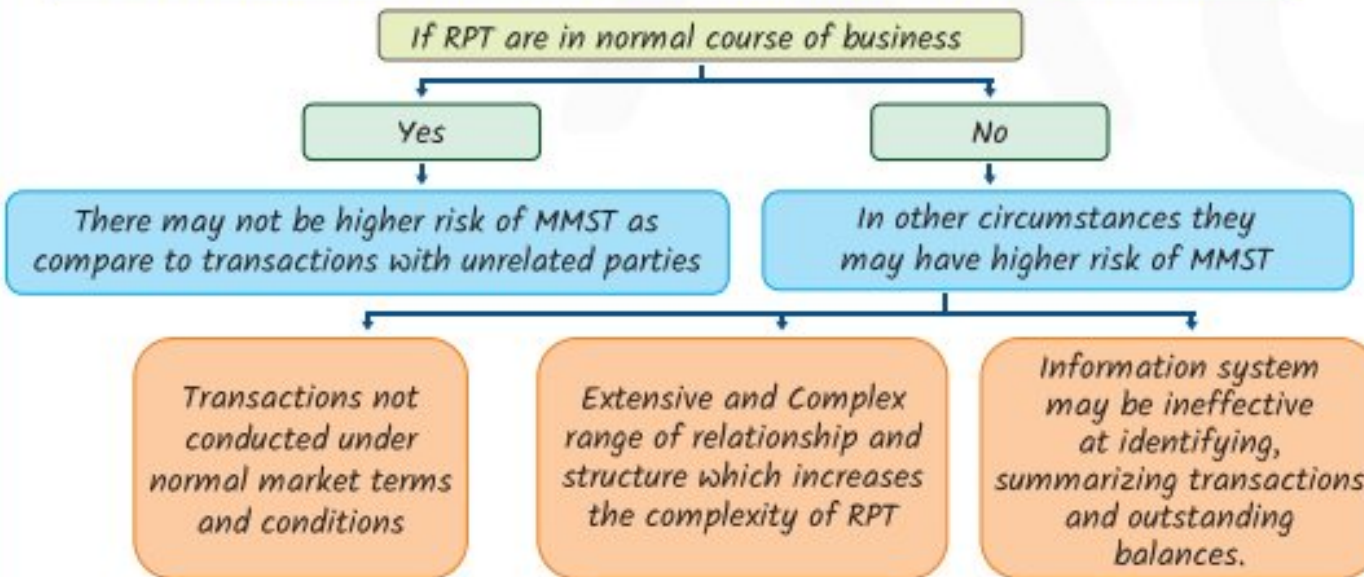 If RPT are in normal course of business
Yes
No
There may not be higher risk of MMST as
compare to transactions with unrelated parties
In other circumstances they
may have higher risk of MMST
Transactions not
conducted under
normal market terms
and conditions
Extensive and Complex
range of relationship and
structure which increases
the complexity of RPT
Information system
may be ineffective
at identifying,
summarizing transactions
and outstanding
balances.